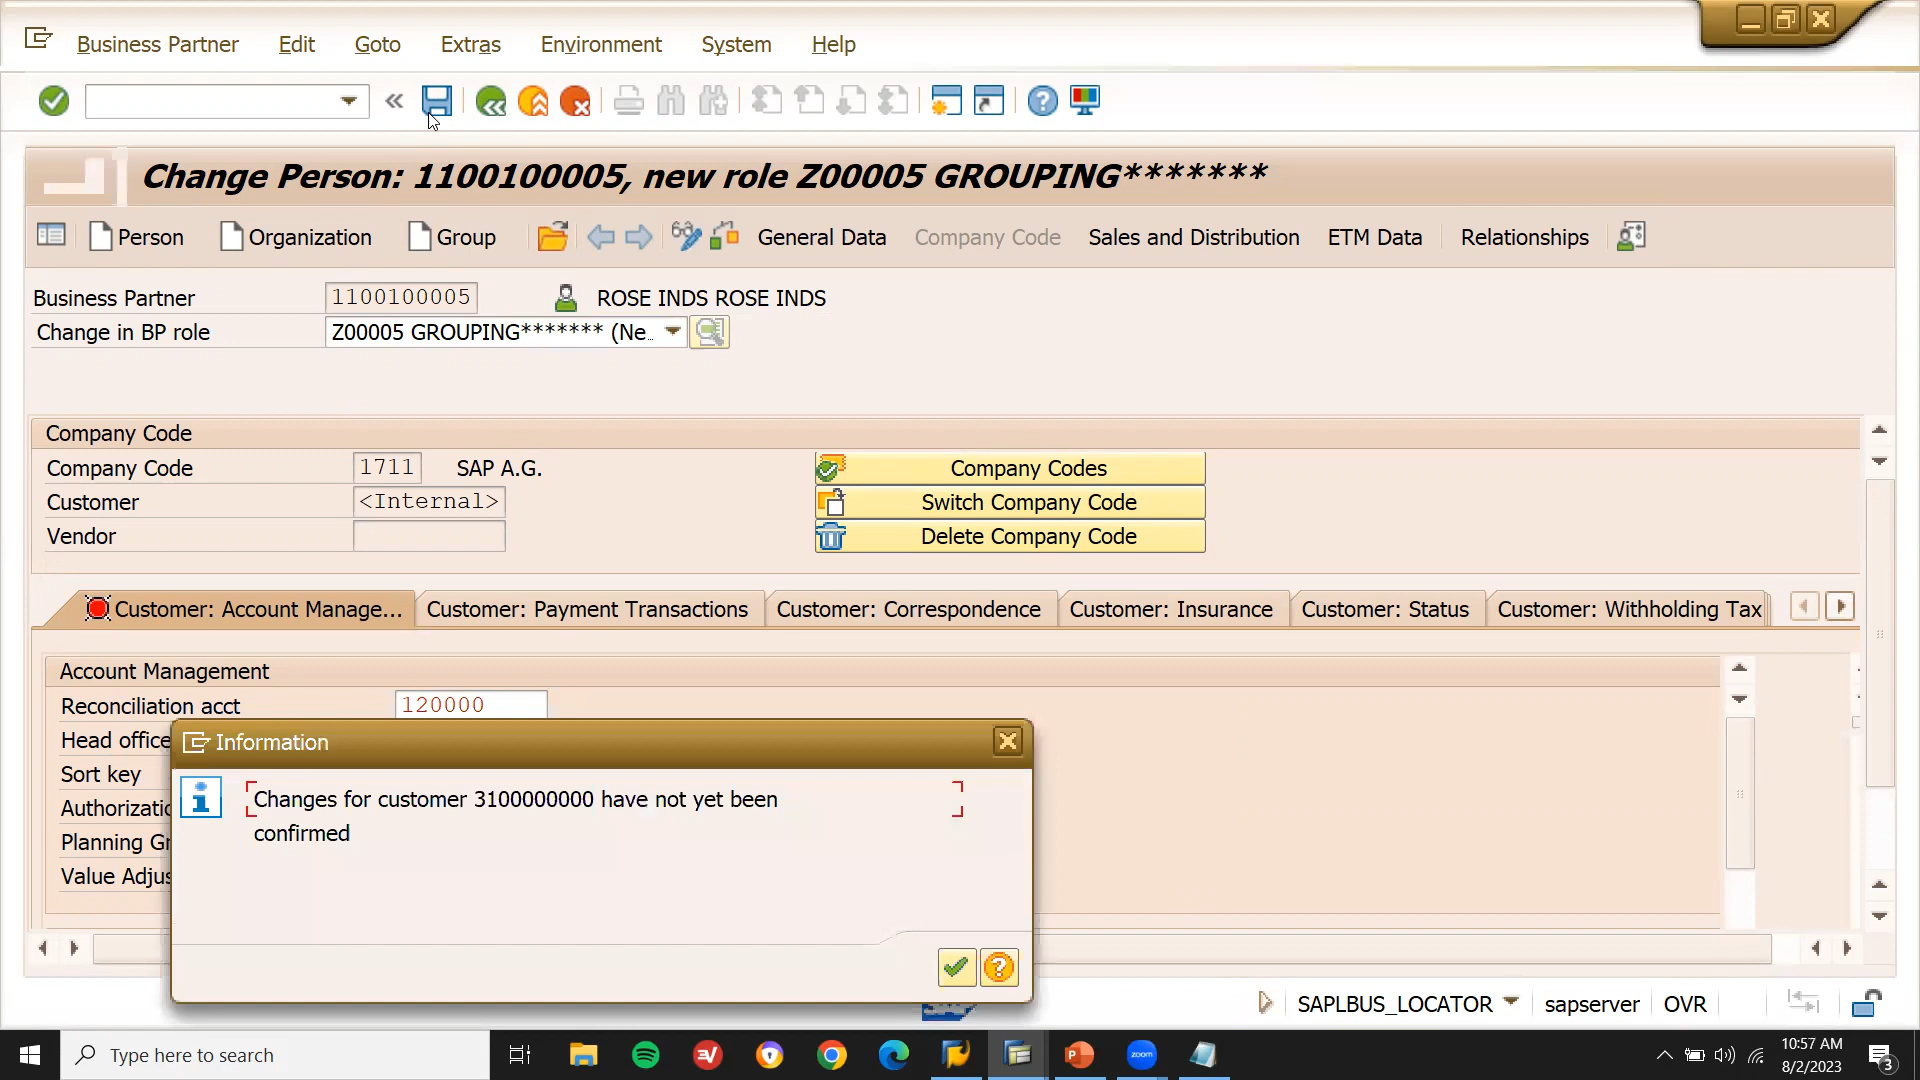 Business Partner Edit Goto Extras Environment System Help
Change Person: 1100100005, new role Z00005 GROUPING*******
Person Organization Group General Data Company Code Sales and Distribution ETM Data Relationships
Business Partner 1100100005 ROSE INDS ROSE INDS
Change in BP role Z00005 GROUPING******* (Ne..
Company Code
Company Code 1711 SAP A.G. Company Codes
Customer <Internal> Switch Company Code
Vendor Delete Company Code
Customer: Account Manage... Customer: Payment Transactions Customer: Correspondence Customer: Insurance Customer: Status Customer: Withholding Tax
Account Management
Reconciliation acct 120000
Head office
Sort key
Authorizatio
Planning Gr
Value Adjus
Information
Changes for customer 3100000000 have not yet been
confirmed
SAPLBUS_LOCATOR sapserver OVR
Type here to search
zoom
10:57 AM
8/2/2023
3